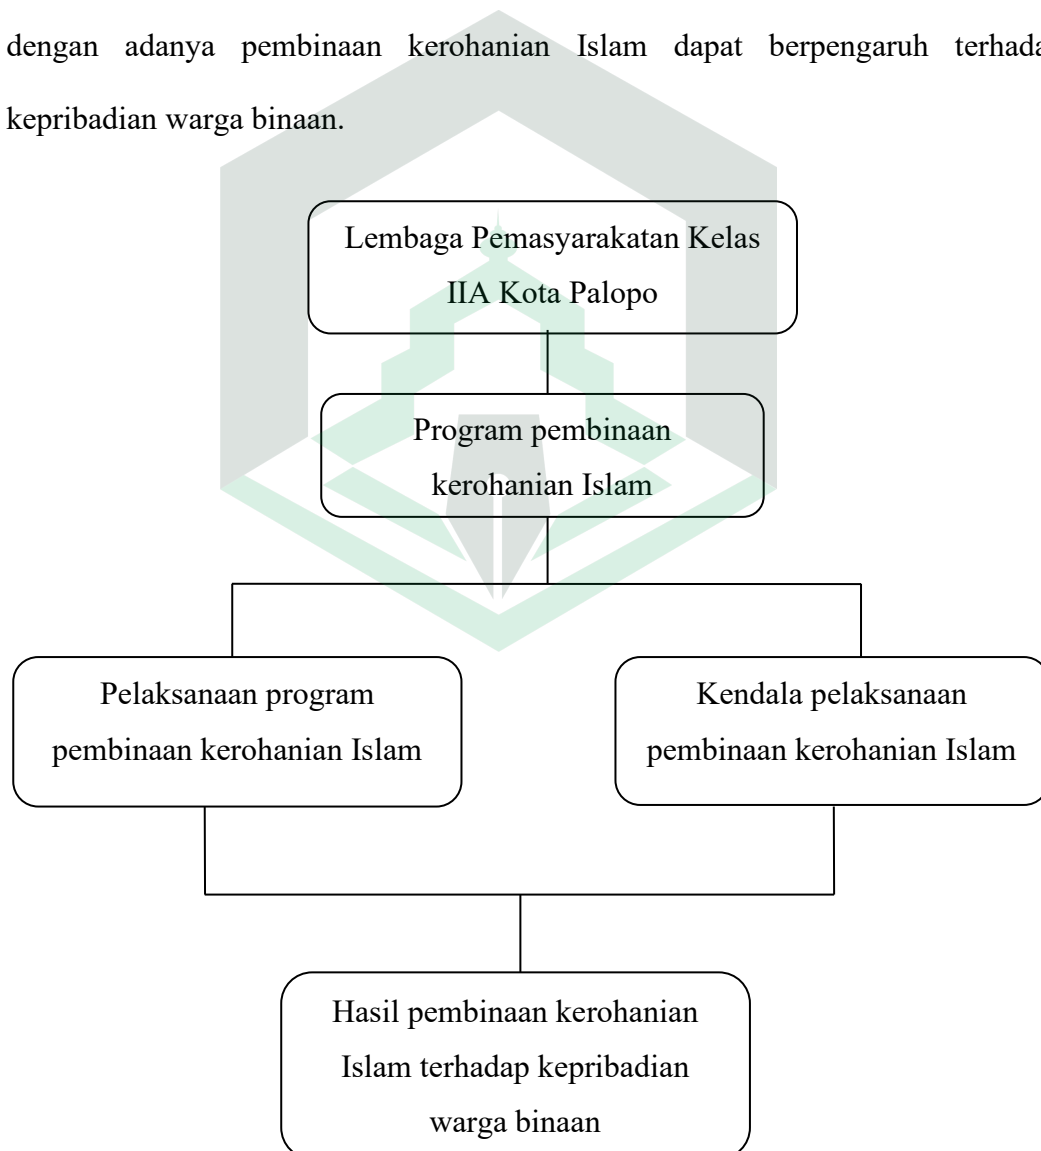 dengan adanya pembinaan kerohanian Islam dapat berpengaruh terhada
kepribadian warga binaan.
Lembaga Pemasyarakatan Kelas
IIA Kota Palopo
Program pembinaan
kerohanian Islam
Pelaksanaan program
pembinaan kerohanian Islam
Kendala pelaksanaan
pembinaan kerohanian Islam
Hasil pembinaan kerohanian
Islam terhadap kepribadian
warga binaan